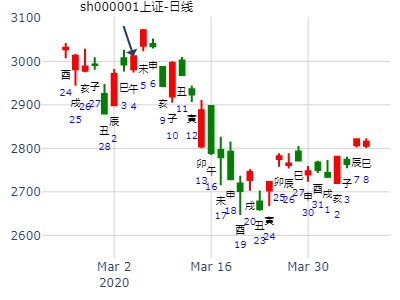 sh000001上证-日线
3100
3000
2900
2800
2700
2600
酉
24
戌
25
亥
26
子
27
丑
28
辰
2
巳
3
午
4
未
5
申
6
亥
9
子
10
丑
11
寅
12
卯
13
午
16
未
17
申
18
酉
19
戌
20
丑
23
寅
24
卯
25
辰
26
巳
27
申
30
酉
31
戌
1
亥
2
子
3
辰
7
巳
8
Mar 2
2020
Mar 16
Mar 30